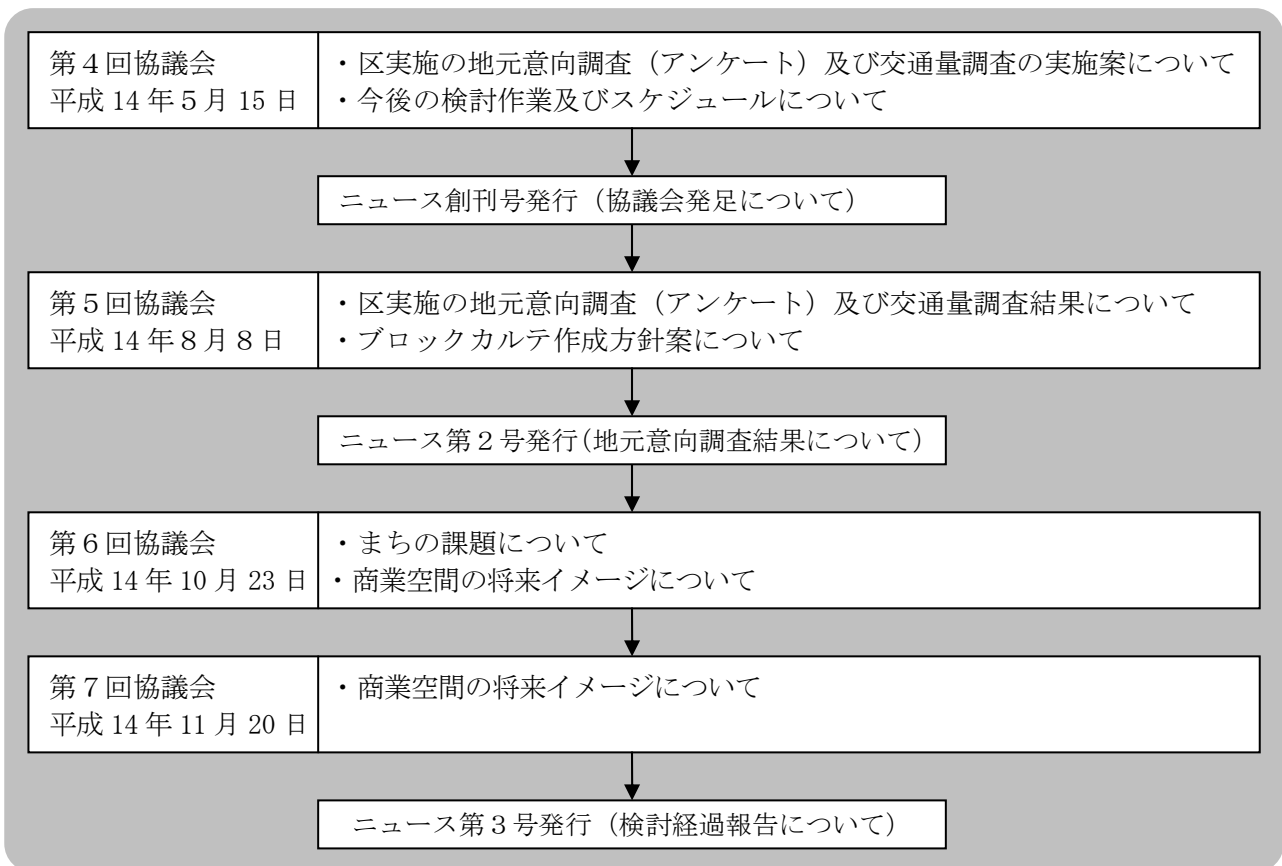 第４回協議会
平成 14 年５月 15 日
・区実施の地元意向調査（アンケート）及び交通量調査の実施案について
・今後の検討作業及びスケジュールについて
ニュース創刊号発行（協議会発足について）
第５回協議会
平成 14 年８月８日
・区実施の地元意向調査（アンケート）及び交通量調査結果について
・ブロックカルテ作成方針案について
ニュース第２号発行(地元意向調査結果について)
第６回協議会
平成 14 年 10 月 23 日
・まちの課題について
・商業空間の将来イメージについて
第７回協議会
平成 14 年 11 月 20 日
・商業空間の将来イメージについて
ニュース第３号発行（検討経過報告について）